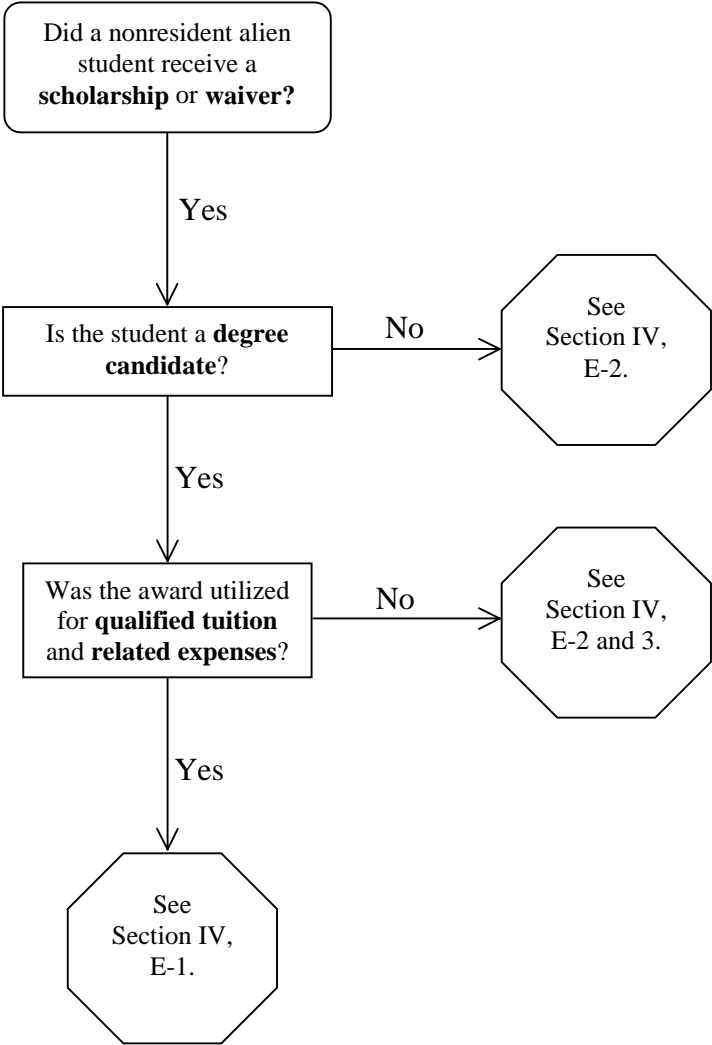 Did a nonresident alien
student receive a
scholarship or waiver?
Yes
Is the student a degree
candidate?
No
See
Section IV,
E-2.
Yes
Was the award utilized
for qualified tuition
and related expenses?
No
See
Section IV,
E-2 and 3.
Yes
See
Section IV,
E-1.